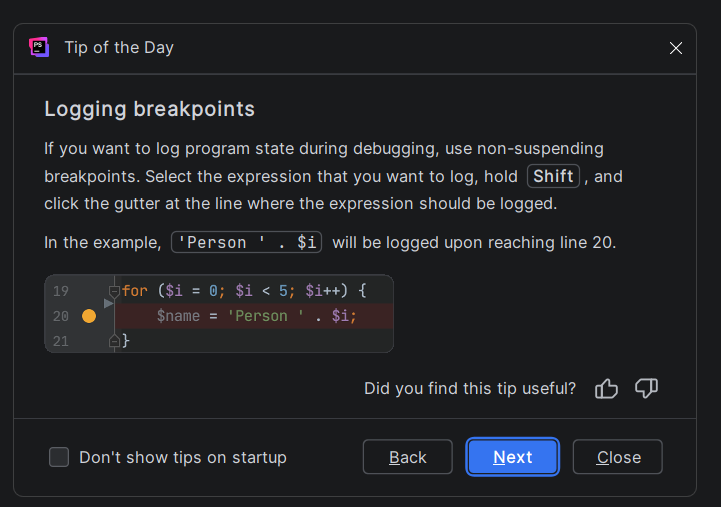 PS
Tip of the Day
Logging breakpoints
If you want to log program state during debugging, use non-suspending
breakpoints. Select the expression that you want to log, hold Shift, and
click the gutter at the line where the expression should be logged.
In the example, 'Person ' . $i will be logged upon reaching line 20.
19 for ($i = 0; $i < 5; $i++) {
20 $name = 'Person ' . $i;
21 }
Did you find this tip useful?
Don't show tips on startup Back Next Close